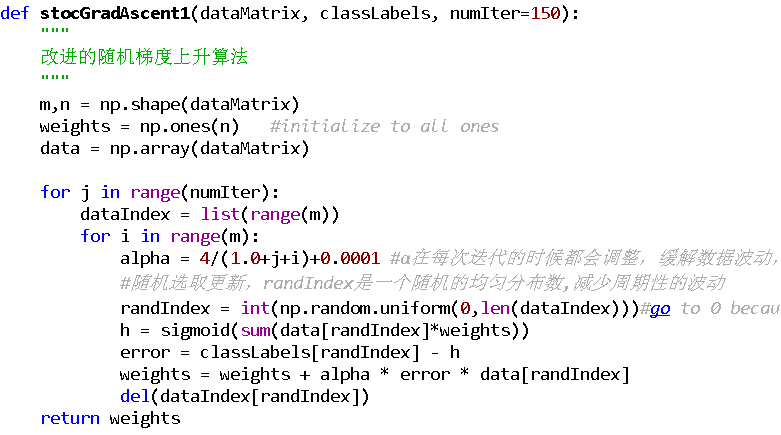 def stocGradAscent1(dataMatrix, classLabels, numIter=150):
    """
    改进的随机梯度上升算法
    """
    m,n = np.shape(dataMatrix)
    weights = np.ones(n)   #initialize to all ones
    data = np.array(dataMatrix)

    for j in range(numIter):
        dataIndex = list(range(m))
        for i in range(m):
            alpha = 4/(1.0+j+i)+0.0001 #α在每次迭代的时候都会调整，缓解数据波动，
            #随机选取更新，randIndex是一个随机的均匀分布数,减少周期性的波动
            randIndex = int(np.random.uniform(0,len(dataIndex)))#go to 0 becau
            h = sigmoid(sum(data[randIndex]*weights))
            error = classLabels[randIndex] - h
            weights = weights + alpha * error * data[randIndex]
            del(dataIndex[randIndex])
    return weights